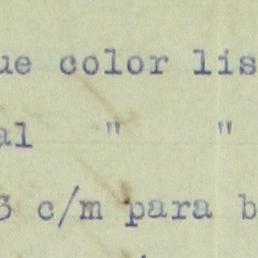 ue color lis
al " "
3 c/m para b